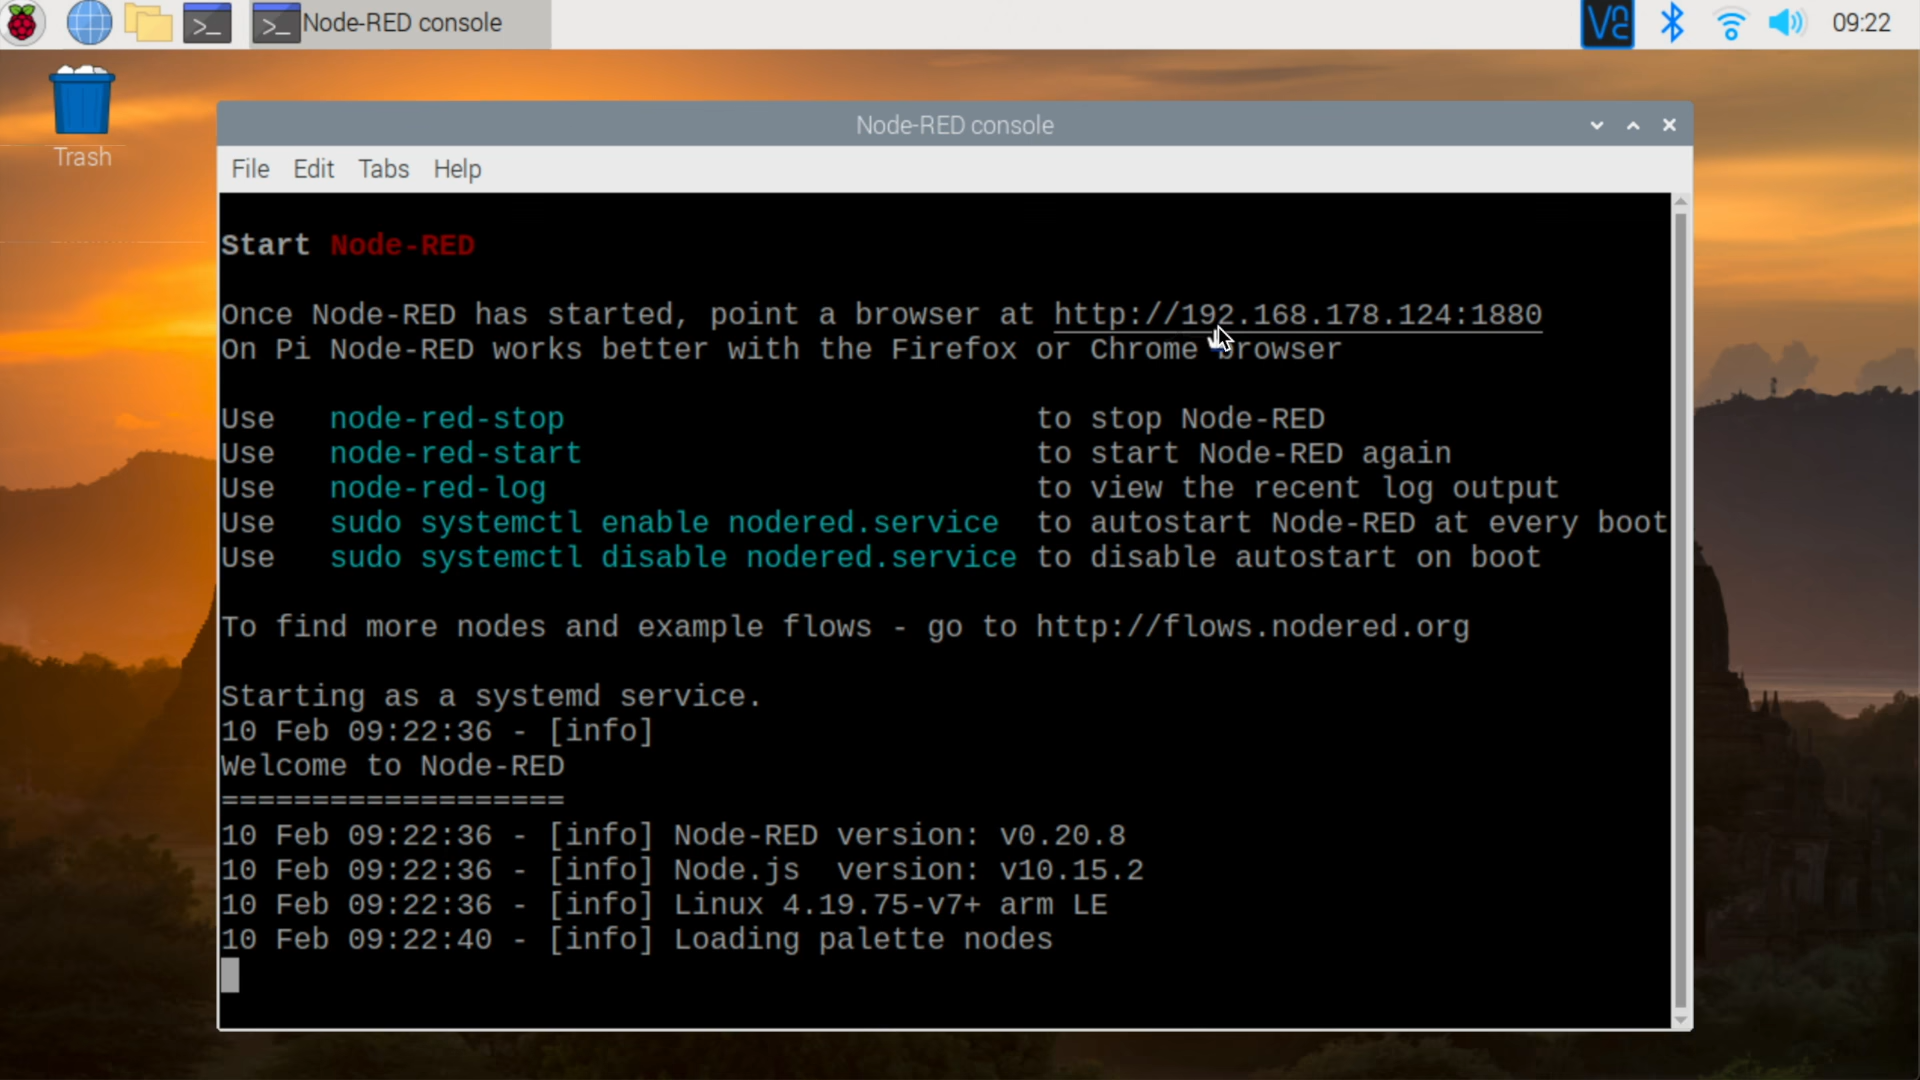 Node-RED console
09:22
Trash
Node-RED console
File Edit Tabs Help
Start Node-RED
Once Node-RED has started, point a browser at http://192.168.178.124:1880
On Pi Node-RED works better with the Firefox or Chrome browser
Use node-red-stop to stop Node-RED
Use node-red-start to start Node-RED again
Use node-red-log to view the recent log output
Use sudo systemctl enable nodered.service to autostart Node-RED at every boot
Use sudo systemctl disable nodered.service to disable autostart on boot
To find more nodes and example flows - go to http://flows.nodered.org
Starting as a systemd service.
10 Feb 09:22:36 - [info]
Welcome to Node-RED
===================
10 Feb 09:22:36 - [info] Node-RED version: v0.20.8
10 Feb 09:22:36 - [info] Node.js  version: v10.15.2
10 Feb 09:22:36 - [info] Linux 4.19.75-v7+ arm LE
10 Feb 09:22:40 - [info] Loading palette nodes